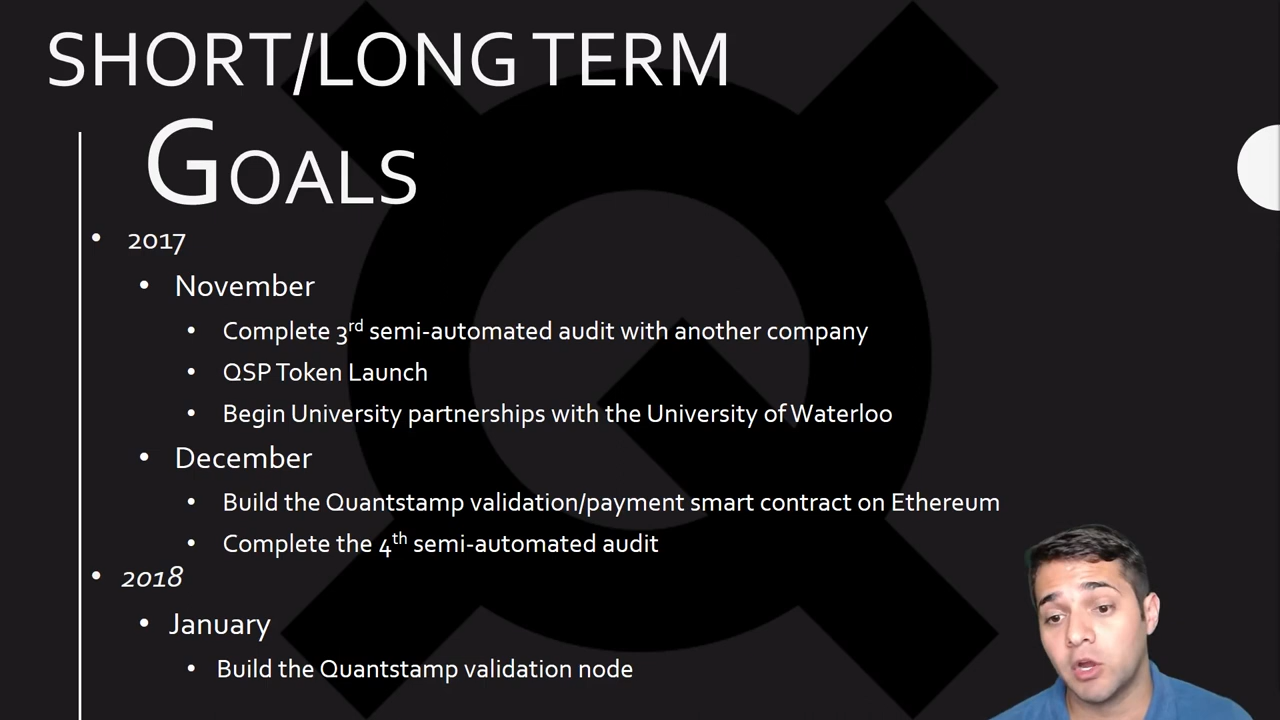 SHORT/LONG TERM
GOALS
• 2017
• November
• Complete 3rd semi-automated audit with another company
• QSP Token Launch
• Begin University partnerships with the University of Waterloo
• December
• Build the Quantstamp validation/payment smart contract on Ethereum
• Complete the 4th semi-automated audit
• 2018
• January
• Build the Quantstamp validation node